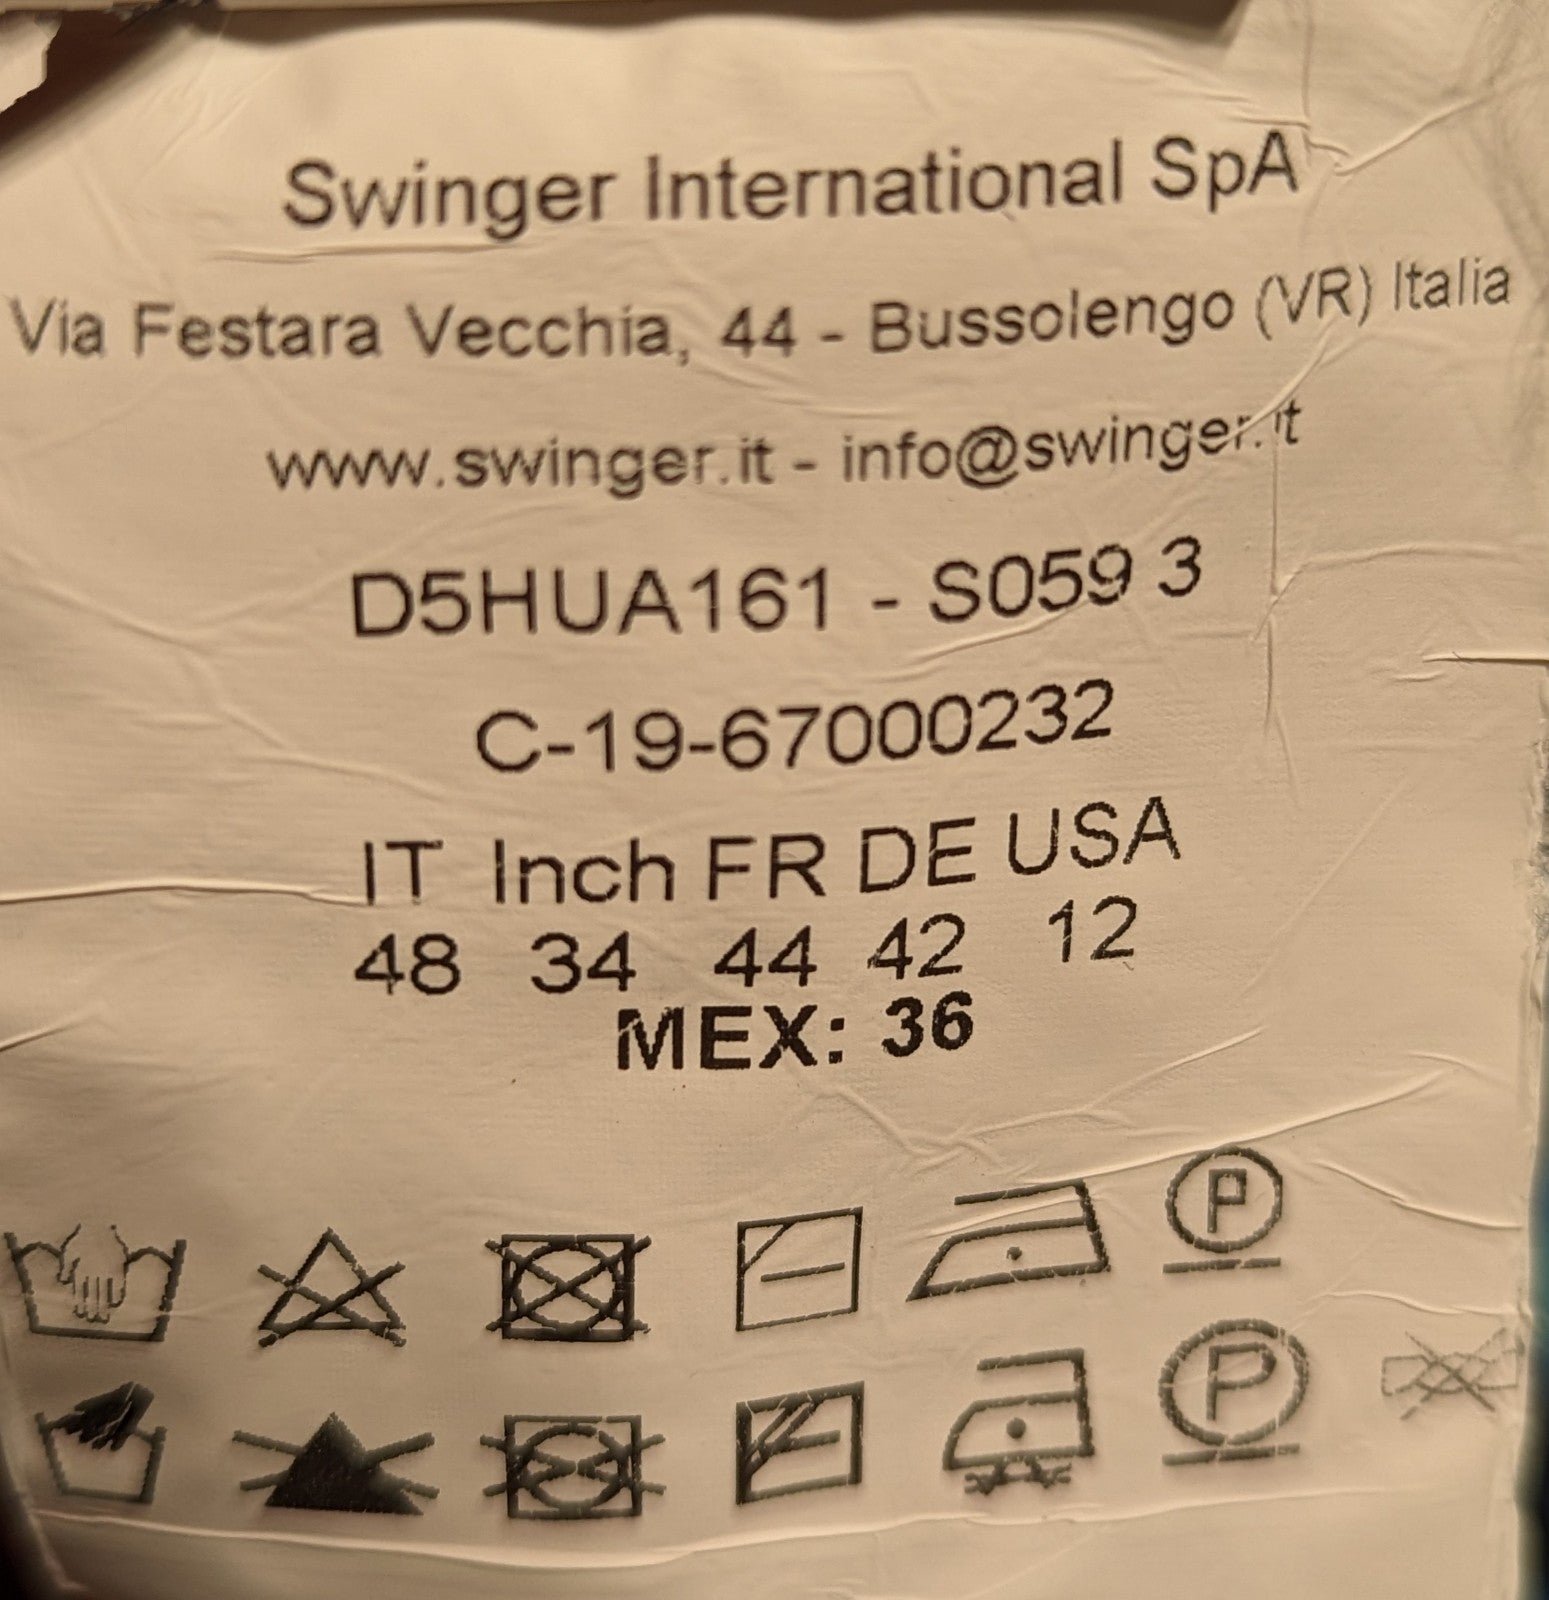 Swinger International SpA
Via Festara Vecchia, 44 - Bussolengo (VR) Italia
www.swinger.it - info@swinger.it
D5HUA161 - S059 3
C-19-67000232
IT Inch FR DE USA
48 34 44 42 12
MEX: 36
P
P